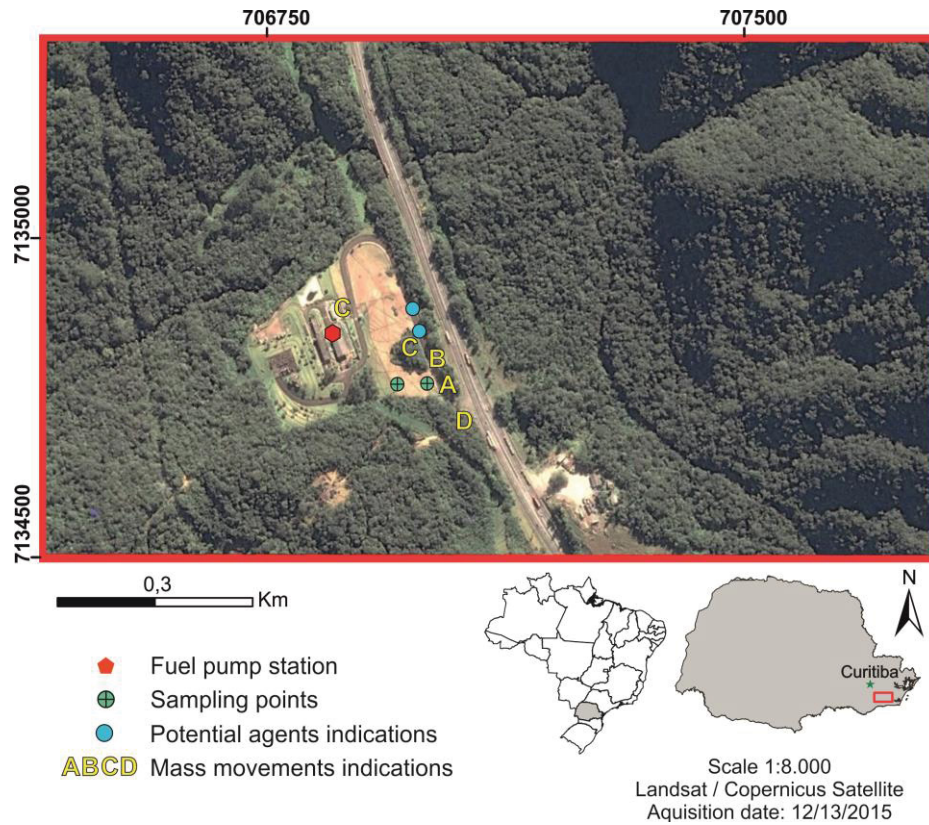 706750 707500
7135000
7134500
C
C
B
A
D
0,3
Km
N
Curitiba
Fuel pump station
Sampling points
Potential agents indications
ABCD Mass movements indications
Scale 1:8.000
Landsat / Copernicus Satellite
Aquisition date: 12/13/2015